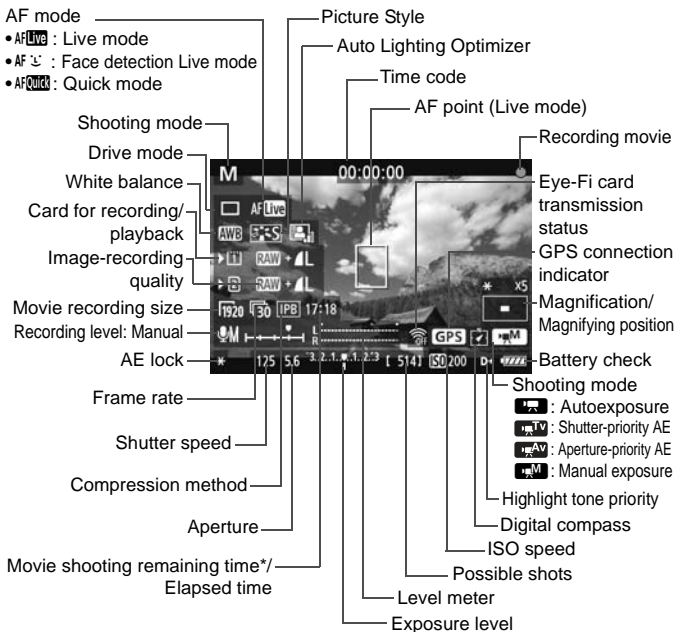 AF mode
• AF Live : Live mode
• AF : Face detection Live mode
• AF Quick : Quick mode
Picture Style
Auto Lighting Optimizer
Time code
AF point (Live mode)
Shooting mode
Recording movie
Drive mode
White balance
Card for recording/
playback
Image-recording
quality
Movie recording size
Recording level: Manual
AE lock
Frame rate
Shutter speed
Compression method
Aperture
Movie shooting remaining time*/
Elapsed time
M
00:00:00
AF Live
AWB S
1 RAW + L
2 RAW + L
1920 30 IPB 17:18
M L
R
OFF GPS M
* x5
* 125 5.6 -3..2..1..▼..1..2.+3 [ 514] ISO 200 D+
Eye-Fi card
transmission
status
GPS connection
indicator
Magnification/
Magnifying position
Battery check
Shooting mode
: Autoexposure
Tv : Shutter-priority AE
Av : Aperture-priority AE
M : Manual exposure
Highlight tone priority
Digital compass
ISO speed
Possible shots
Level meter
Exposure level